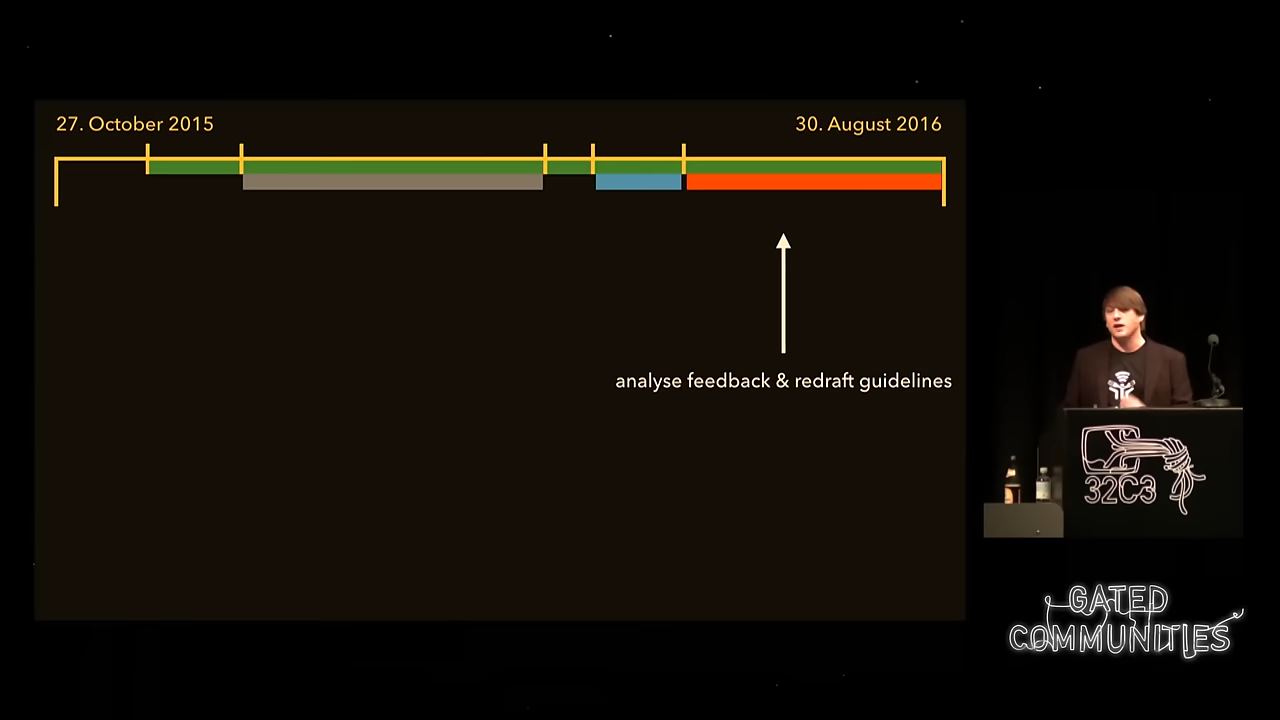 27. October 2015
30. August 2016
analyse feedback & redraft guidelines
32C3
GATED
COMMUNITIES